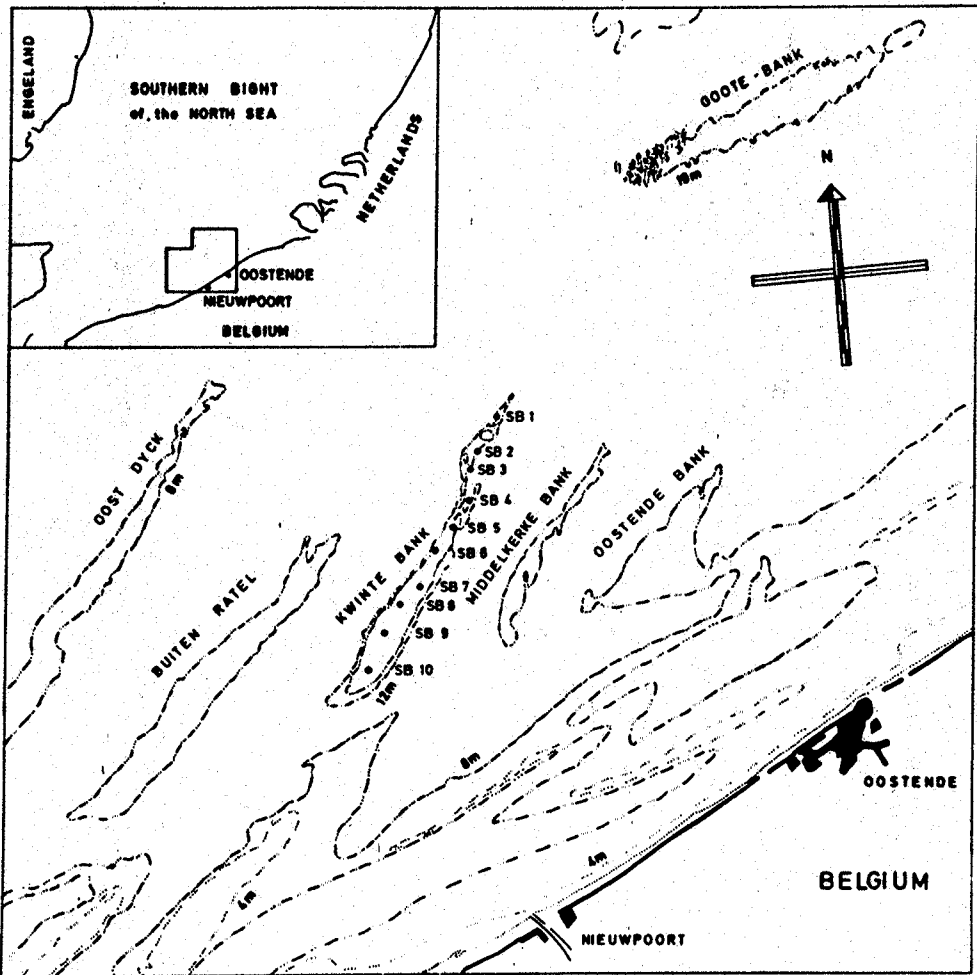 ENGELAND
SOUTHERN BIGHT
of, the NORTH SEA
NETHERLANDS
OOSTENDE
NIEUWPOORT
BELGIUM
GOOTE - BANK
18m
N
OOST DYCK
8m
BUITEN RATEL
KWINTE BANK
12m
SB 1
SB 2
SB 3
SB 4
SB 5
SB 6
SB 7
SB 8
SB 9
SB 10
MIDDELKERKE BANK
OOSTENDE BANK
8m
4m
4m
OOSTENDE
BELGIUM
NIEUWPOORT